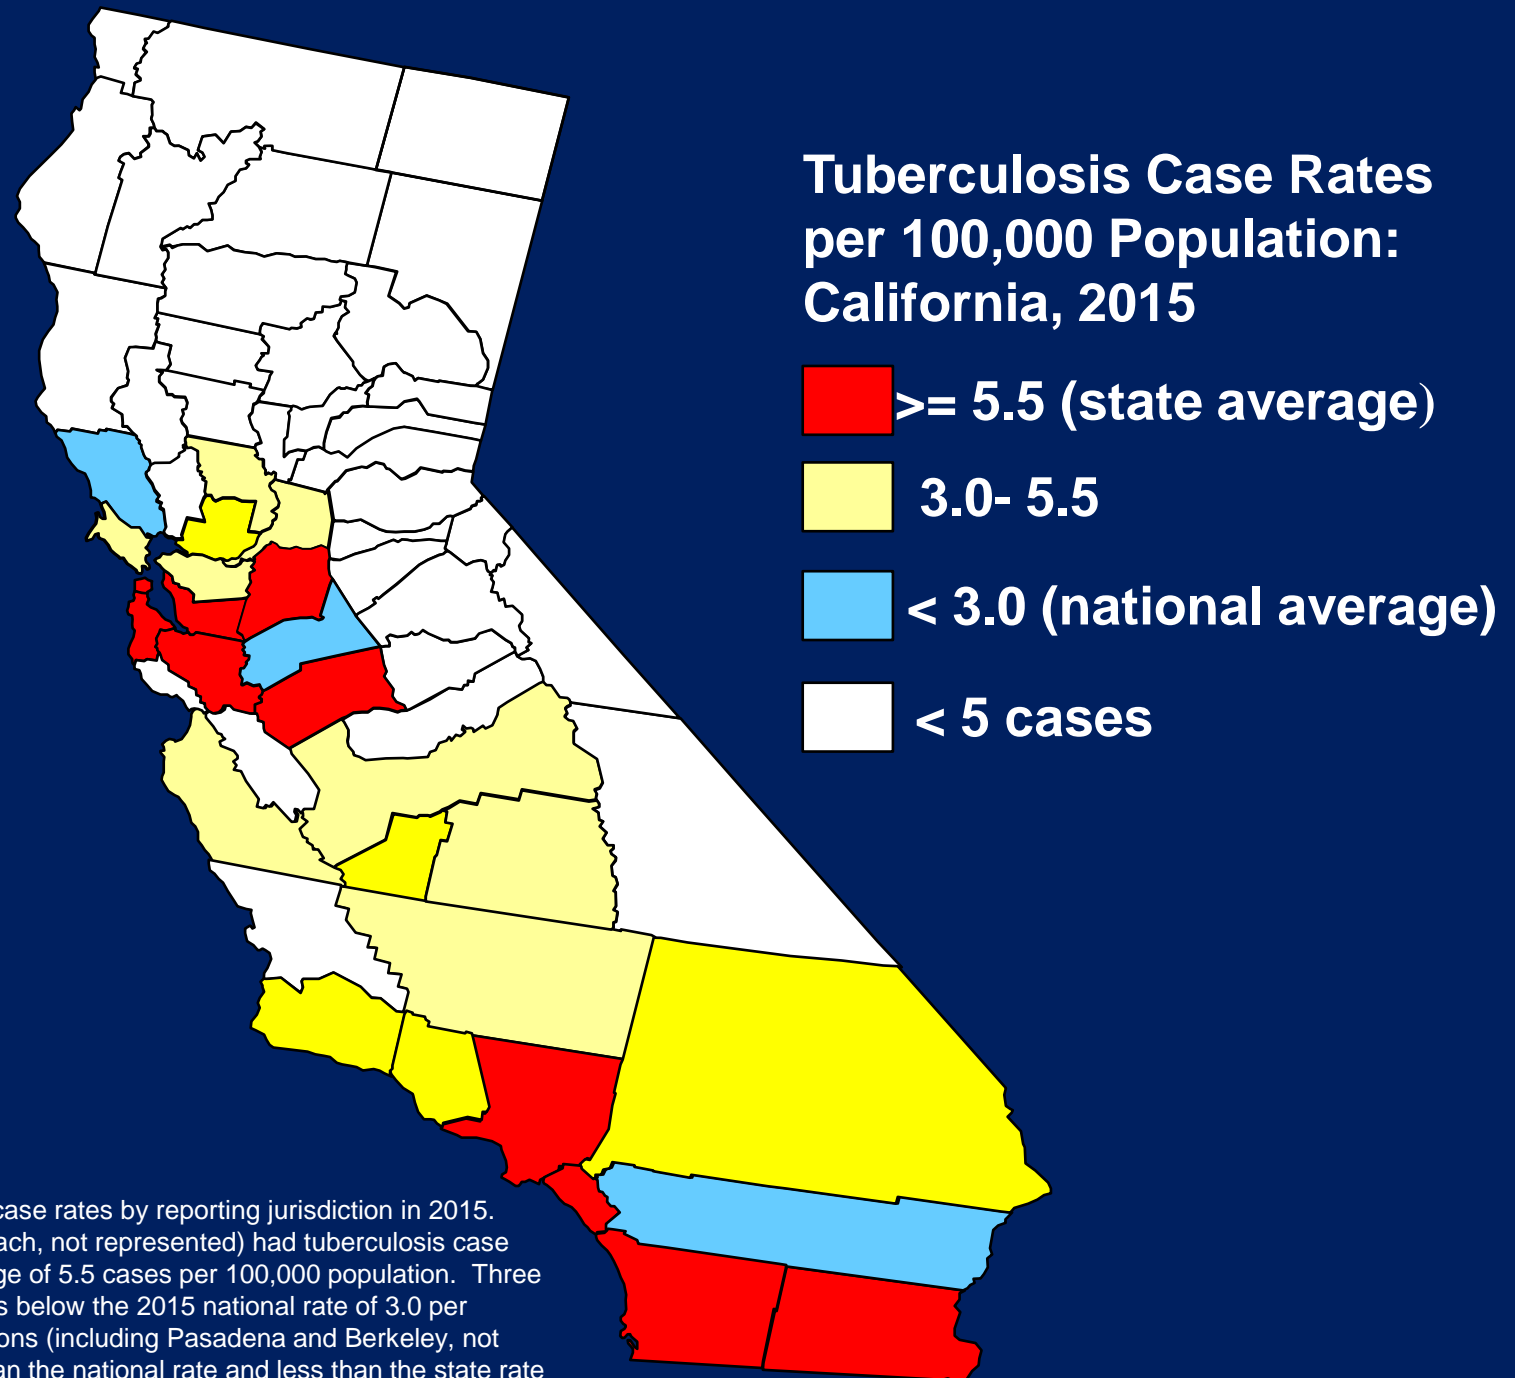 Tuberculosis Case Rates
per 100,000 Population:
California, 2015
>= 5.5 (state average)
3.0- 5.5
< 3.0 (national average)
< 5 cases
case rates by reporting jurisdiction in 2015.
ach, not represented) had tuberculosis case
ge of 5.5 cases per 100,000 population. Three
s below the 2015 national rate of 3.0 per
ons (including Pasadena and Berkeley, not
an the national rate and less than the state rate